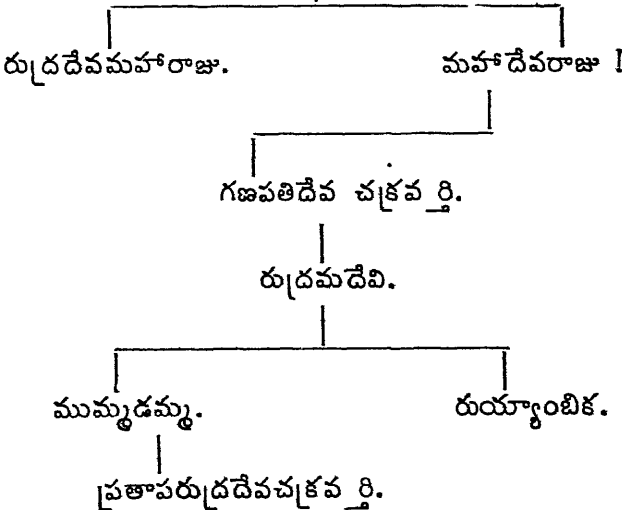 రుద్రదేవమహారాజు. మహాదేవరాజు I
గణపతిదేవ చక్రవర్తి.
రుద్రమదేవి.
ముమ్మడమ్మ. రుయ్యాంబిక.
ప్రతాపరుద్రదేవచక్రవర్తి.